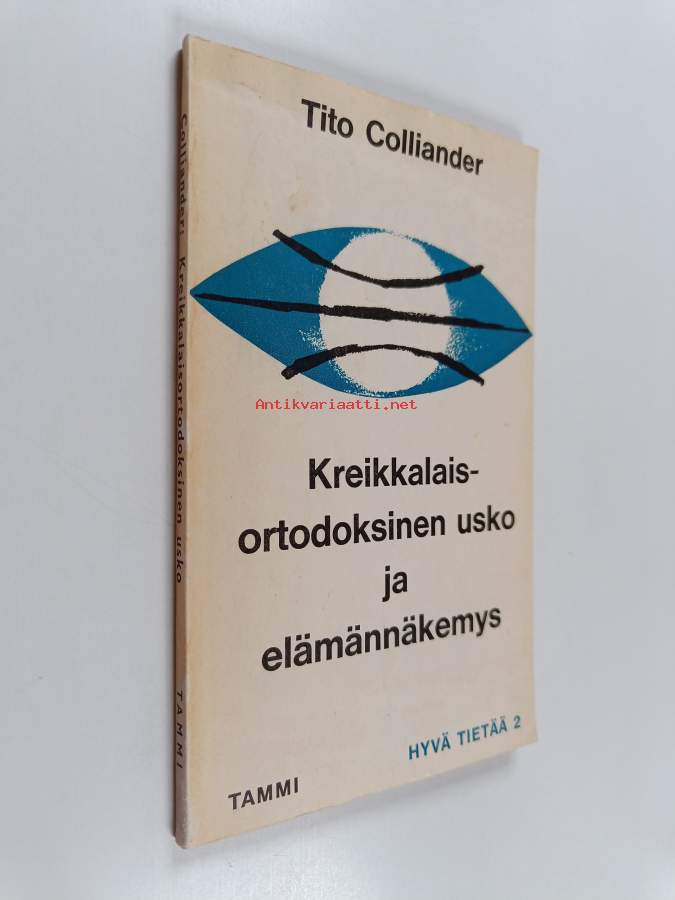 Tito Colliander
Antikvariaatti.net
Kreikkalais-
ortodoksinen usko
ja
elämännäkemys
HYVÄ TIETÄÄ 2
TAMMI
Colliander: Kreikkalaisortodoksinen usko
TAMMI